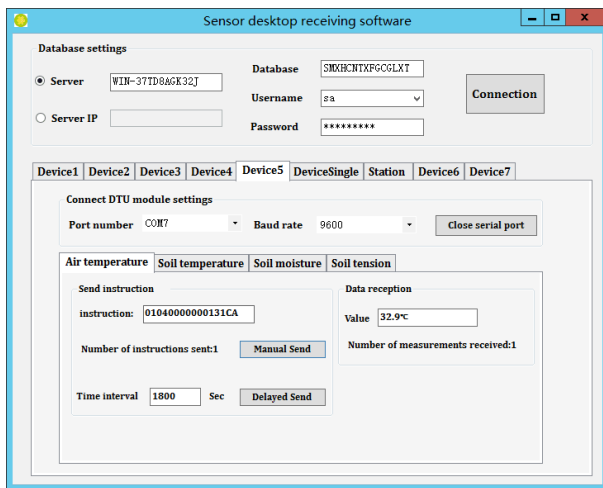 Sensor desktop receiving software
Database settings
Server WIN-37TD8AGK32J
Database SMXHCNTXFGCGLXT
Connection
Username sa
Server IP
Password *********
Device1 Device2 Device3 Device4 Device5 DeviceSingle Station Device6 Device7
Connect DTU module settings
Port number COM7 Baud rate 9600 Close serial port
Air temperature Soil temperature Soil moisture Soil tension
Send instruction
Data reception
instruction: 01040000000131CA
Value 32.9℃
Number of instructions sent:1 Manual Send
Number of measurements received:1
Time interval 1800 Sec Delayed Send